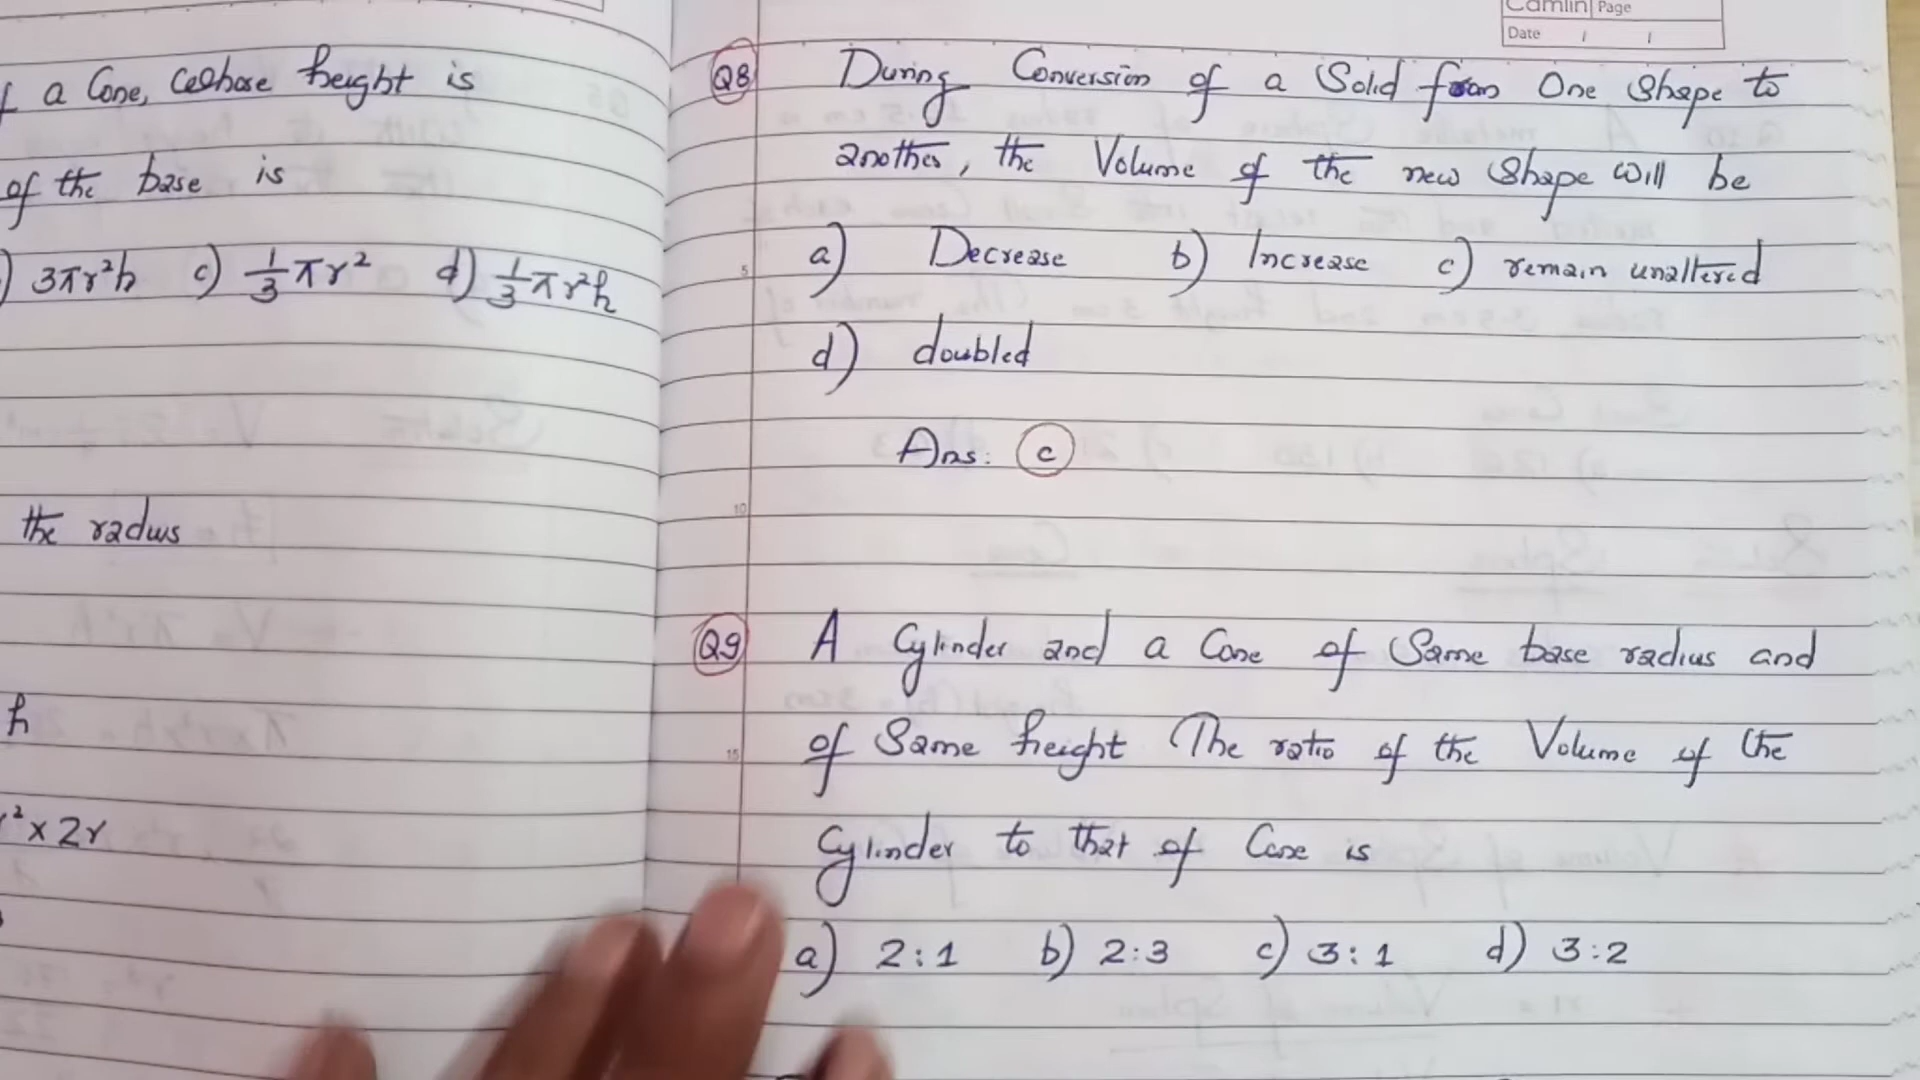 a Cone, whose height is
of the base is
3πr²h c) 1/3 πr² d) 1/3 πr²h
the radius
h
²x 2r
Camlin Page
Date / /
Q8 During Conversion of a Solid from One Shape to
another, the Volume of the new Shape will be
a) Decrease b) Increase c) remain unaltered
5
d) doubled
Ans: c
10
Q9 A Cylinder and a Cone of Same base radius and
of Same height The ratio of the Volume of the
15
Cylinder to that of Cone is
a) 2:1 b) 2:3 c) 3:1 d) 3:2